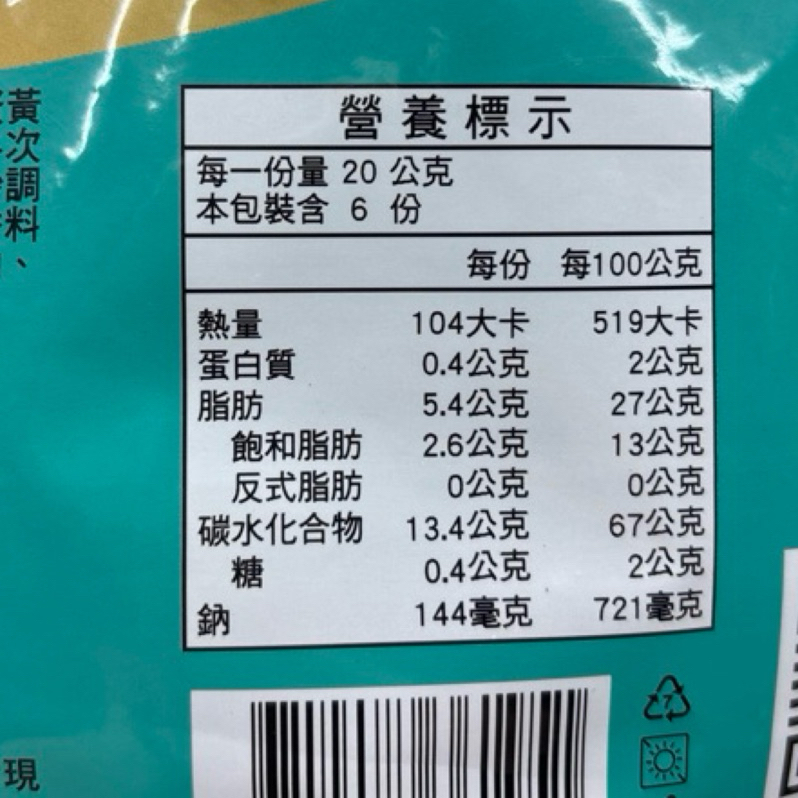 黃
次
調
料
、
營養標示
每一份量 20 公克
本包裝含 6 份
每份 每100公克
熱量 104大卡 519大卡
蛋白質 0.4公克 2公克
脂肪 5.4公克 27公克
飽和脂肪 2.6公克 13公克
反式脂肪 0公克 0公克
碳水化合物 13.4公克 67公克
糖 0.4公克 2公克
鈉 144毫克 721毫克
7
現